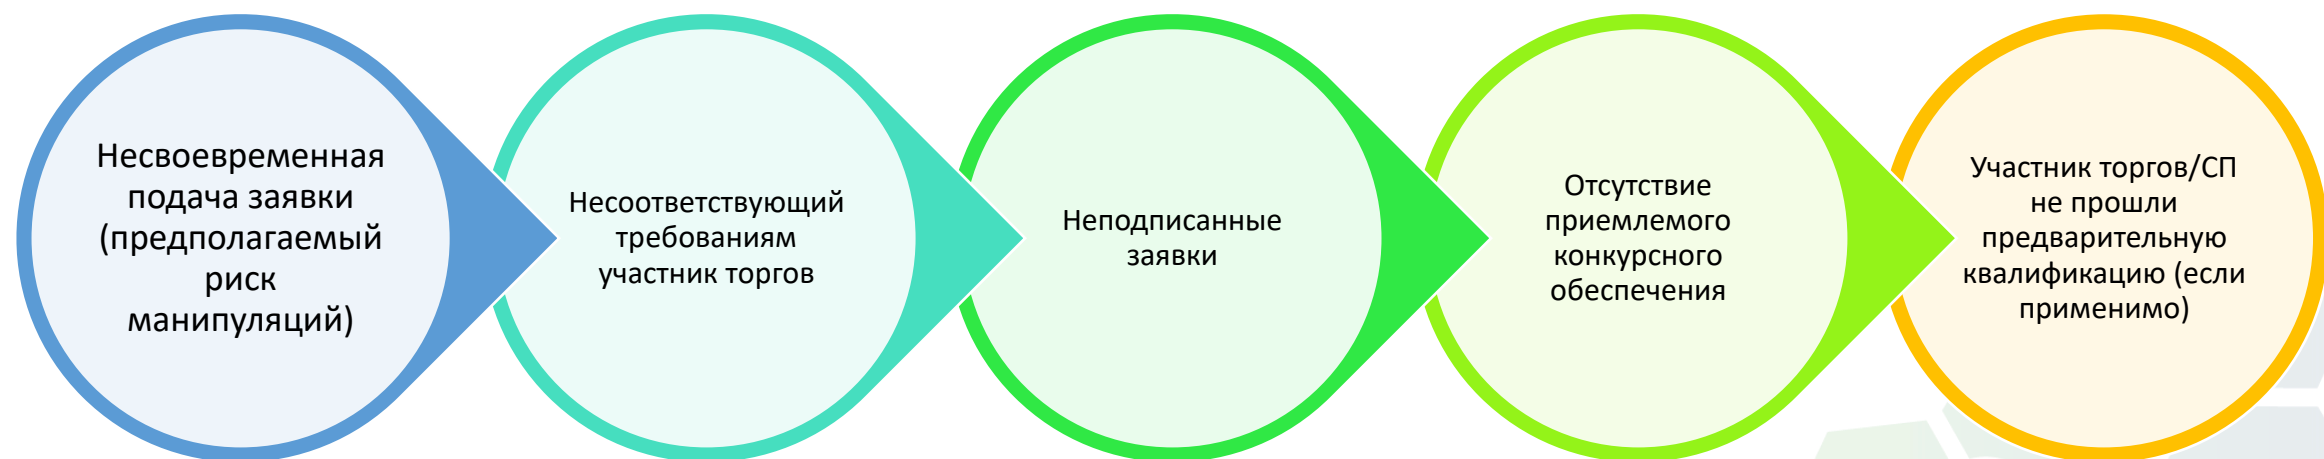 Несвоевременная
подача заявки
(предполагаемый
риск
манипуляций)
Несоответствующий
требованиям
участник торгов
Неподписанные
заявки
Отсутствие
приемлемого
конкурсного
обеспечения
Участник торгов/СП
не прошли
предварительную
квалификацию (если
применимо)